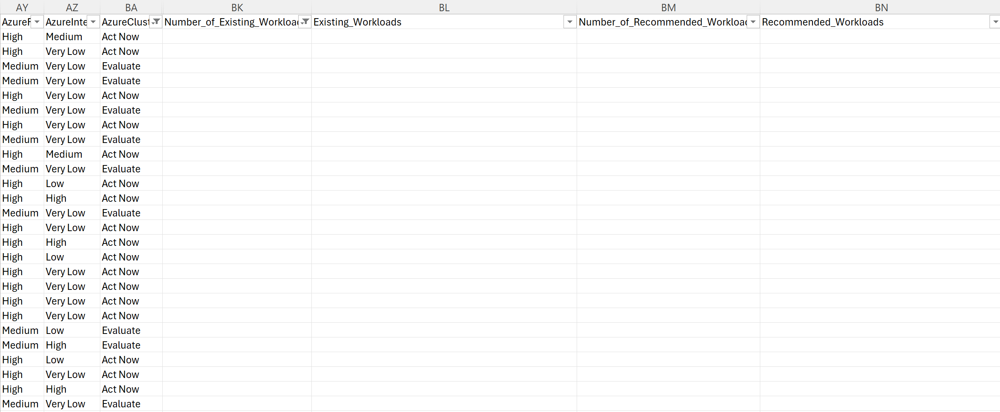 AY AZ BA BK BL BM BN
AzureF AzureInte AzureClust Number_of_Existing_Workload Existing_Workloads Number_of_Recommended_Workload Recommended_Workloads
High Medium Act Now
High Very Low Act Now
Medium Very Low Evaluate
Medium Very Low Evaluate
High Very Low Act Now
Medium Very Low Evaluate
High Very Low Act Now
Medium Very Low Evaluate
High Medium Act Now
Medium Very Low Evaluate
High Low Act Now
High High Act Now
Medium Very Low Evaluate
High Very Low Act Now
High High Act Now
High Low Act Now
High Very Low Act Now
High Very Low Act Now
High Very Low Act Now
High Very Low Act Now
Medium Low Evaluate
Medium High Evaluate
High Low Act Now
High Very Low Act Now
High High Act Now
Medium Very Low Evaluate